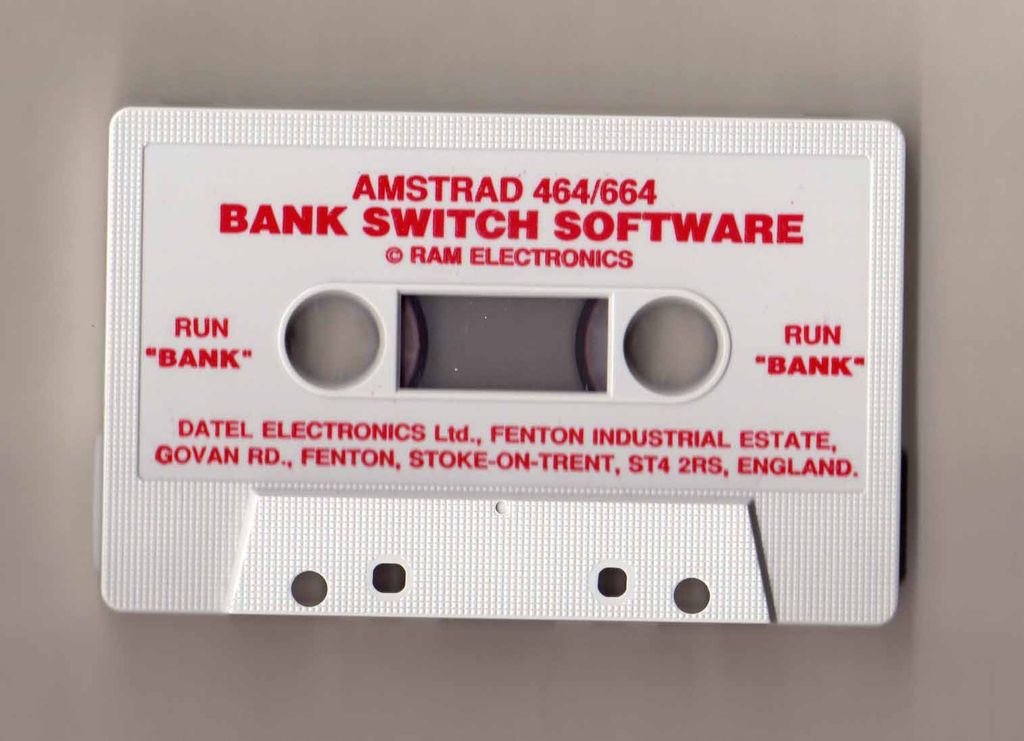 AMSTRAD 464/664
BANK SWITCH SOFTWARE
© RAM ELECTRONICS
RUN
"BANK"
RUN
"BANK"
DATEL ELECTRONICS Ltd., FENTON INDUSTRIAL ESTATE,
GOVAN RD., FENTON, STOKE-ON-TRENT, ST4 2RS, ENGLAND.